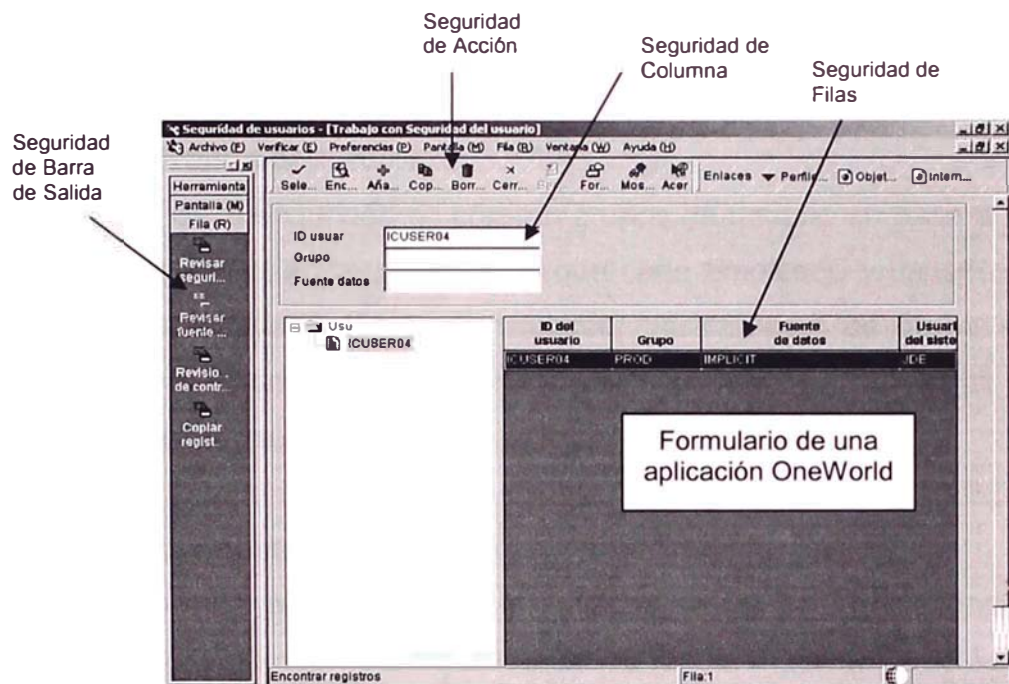 Seguridad
de Acción
Seguridad de
Columna
Seguridad de
Filas
Seguridad
de Barra
de Salida
Seguridad de usuarios - [Trabajo con Seguridad del usuario]
Archivo (F) Verificar (E) Preferencias (P) Pantalla (M) Fila (R) Ventana (W) Ayuda (H)
Sele... Enc... Aña... Cop... Borr... Cerr... For... Mos... Acer Enlaces Perfile... Objet... Intern...
Herramienta
Pantalla (M)
Fila (R)
Revisar
seguri...
Revisar
fuente ...
Revisio...
de contr...
Copiar
regist...
ID usuar ICUSER04
Grupo
Fuente datos
Usu
ICUSER04
ID del usuario Grupo Fuente de datos Usuari del siste
ICUSER04 PROD IMPLICIT JDE
Formulario de una
aplicación OneWorld
Encontrar registros Fila:1